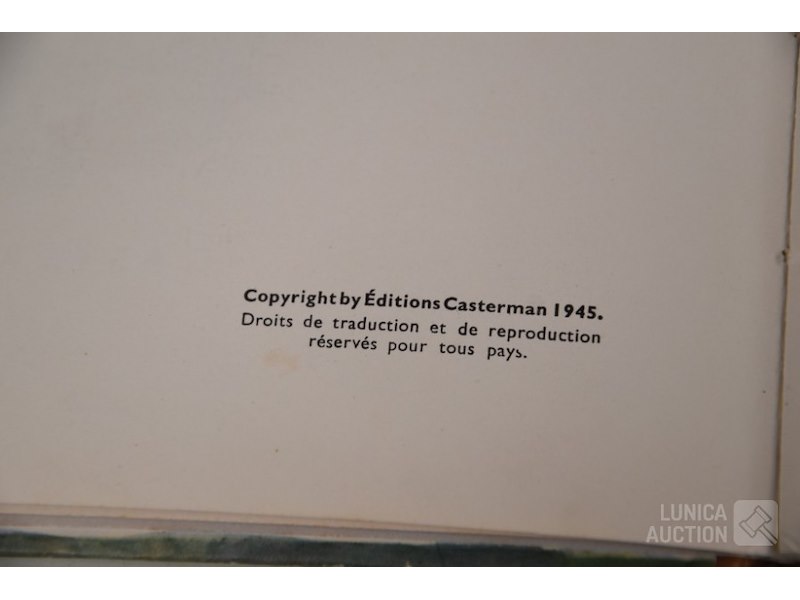 Copyright by Éditions Casterman 1945.
Droits de traduction et de reproduction
réservés pour tous pays.
LUNICA
AUCTION